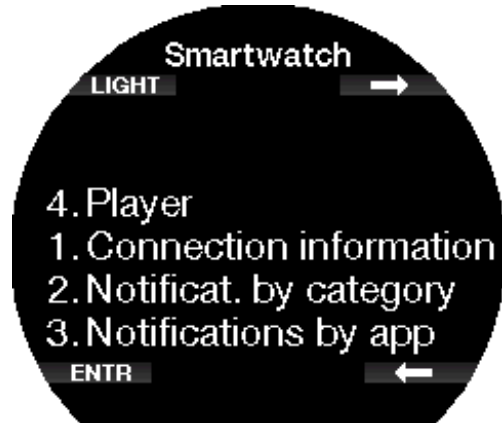 Smartwatch
LIGHT →
4. Player
1. Connection information
2. Notificat. by category
3. Notifications by app
ENTR ←